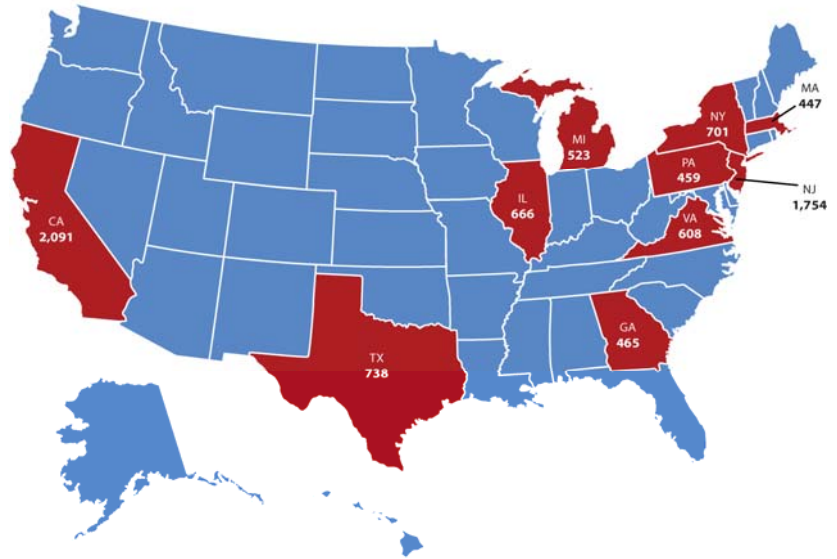 MA
447
NY
701
MI
523
PA
459
NJ
1,754
IL
666
VA
608
CA
2,091
GA
465
TX
738